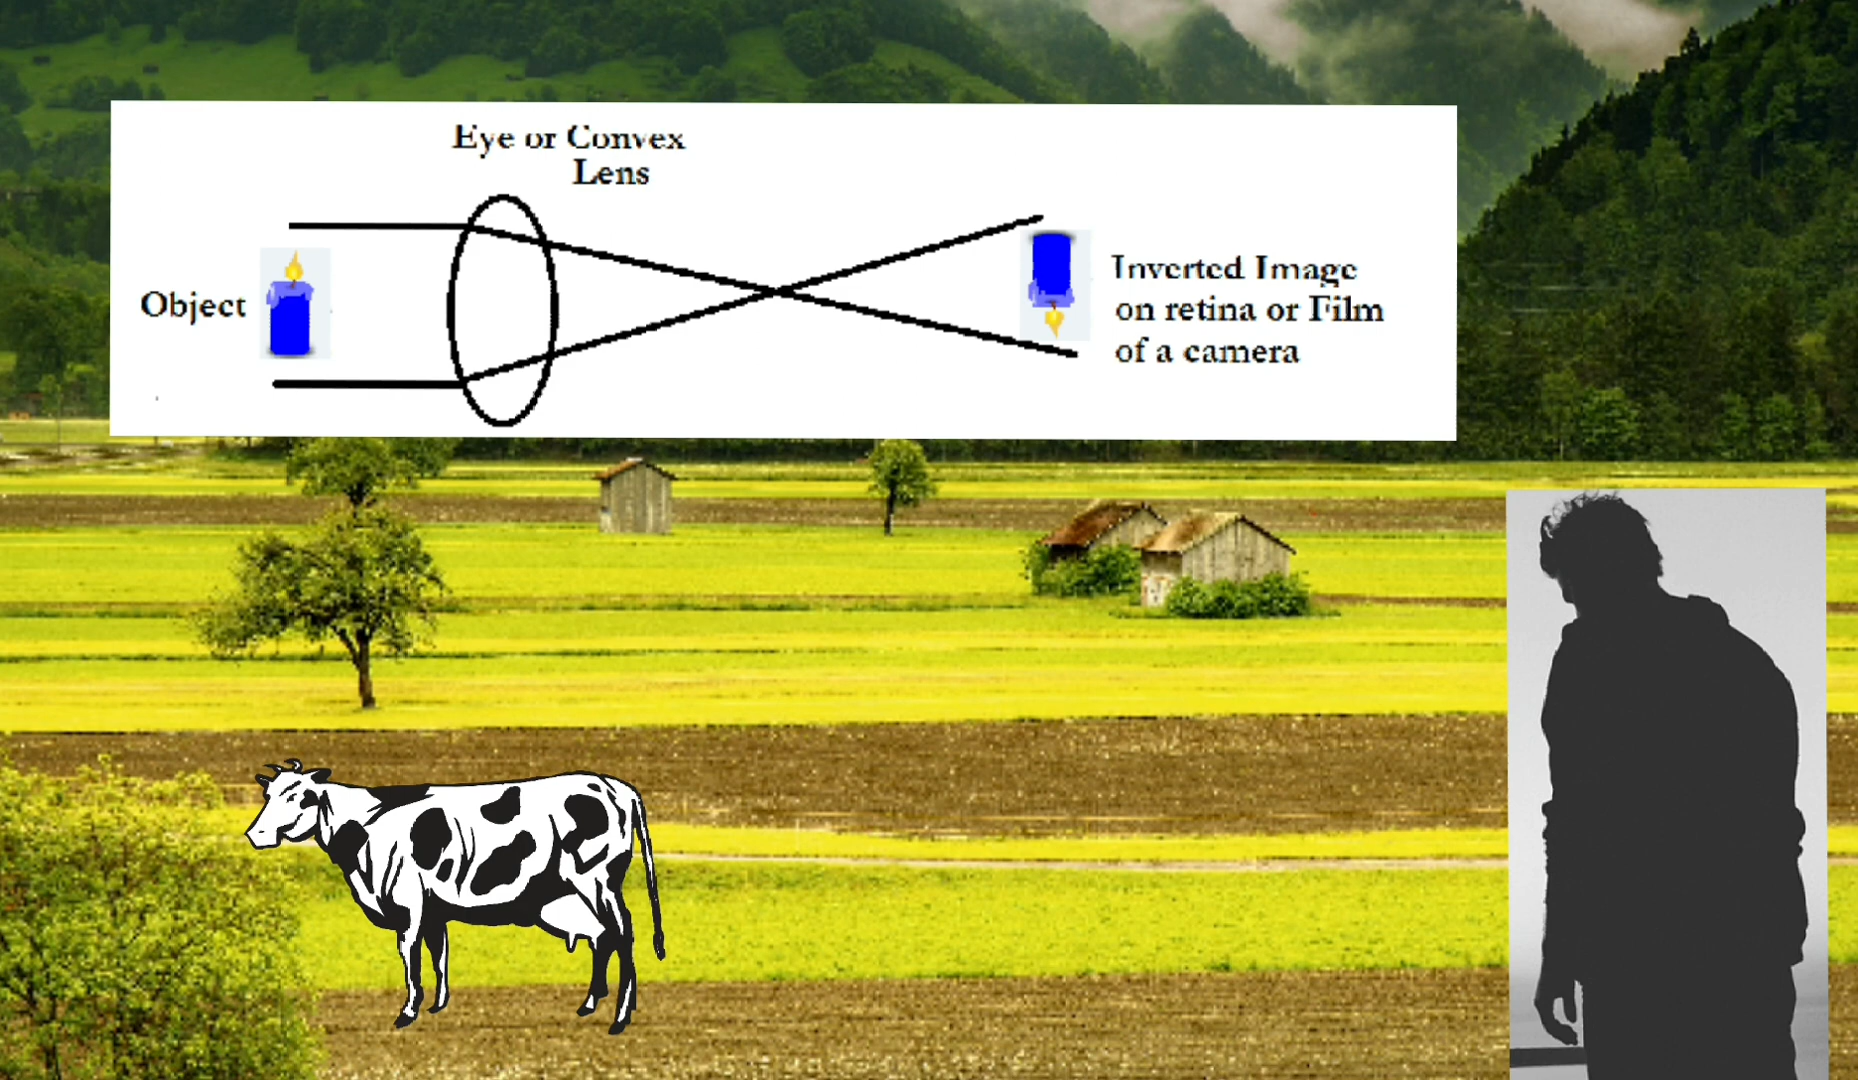 Eye or Convex
Lens
Object
Inverted Image
on retina or Film
of a camera